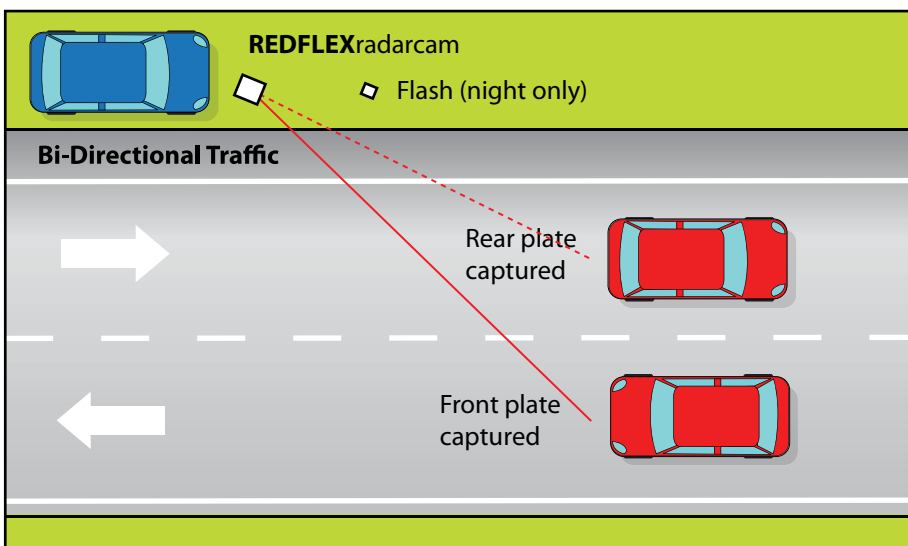 REDFLEXradarcam
Flash (night only)
Bi-Directional Traffic
Rear plate
captured
Front plate
captured